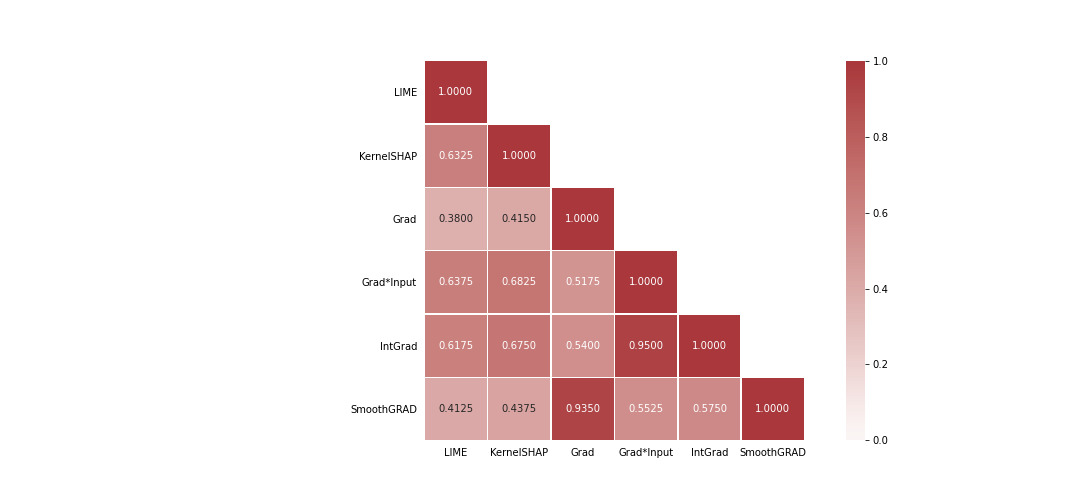 LIME 1.0000
KernelSHAP 0.6325 1.0000
Grad 0.3800 0.4150 1.0000
Grad*Input 0.6375 0.6825 0.5175 1.0000
IntGrad 0.6175 0.6750 0.5400 0.9500 1.0000
SmoothGRAD 0.4125 0.4375 0.9350 0.5525 0.5750 1.0000
LIME KernelSHAP Grad Grad*Input IntGrad SmoothGRAD
1.0
0.8
0.6
0.4
0.2
0.0